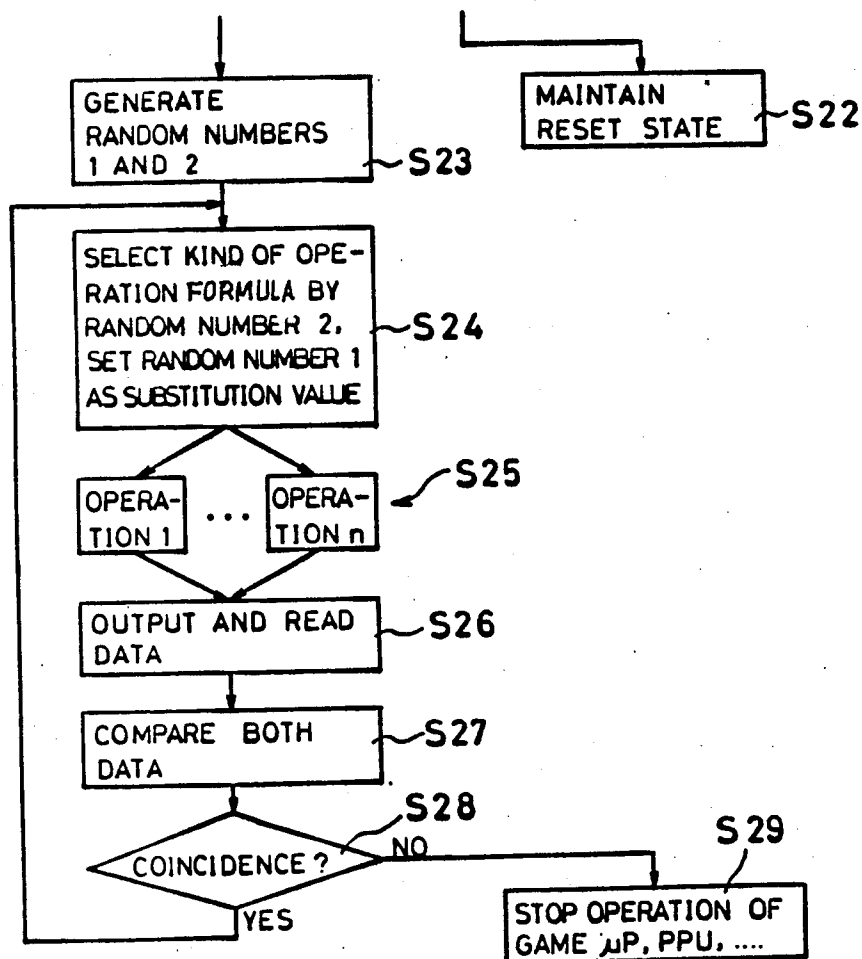 GENERATE
RANDOM NUMBERS
1 AND 2
S23
MAINTAIN
RESET STATE
S22
SELECT KIND OF OPE-
RATION FORMULA BY
RANDOM NUMBER 2,
SET RANDOM NUMBER 1
AS SUBSTITUTION VALUE
S24
OPERA-
TION 1
...
OPERA-
TION n
S25
OUTPUT AND READ
DATA
S26
COMPARE BOTH
DATA
S27
COINCIDENCE?
S28
NO
YES
S29
STOP OPERATION OF
GAME μP, PPU, ....